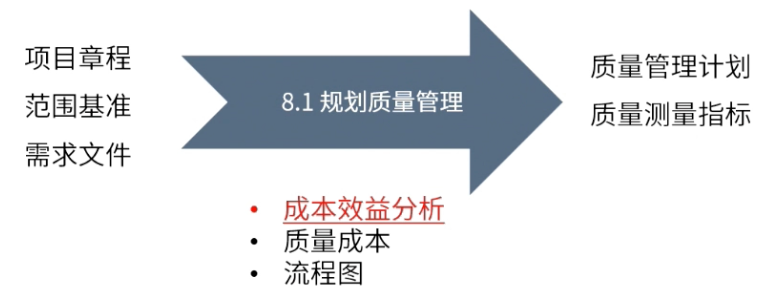 项目章程
范围基准
需求文件
8.1 规划质量管理
质量管理计划
质量测量指标
• 成本效益分析
• 质量成本
• 流程图